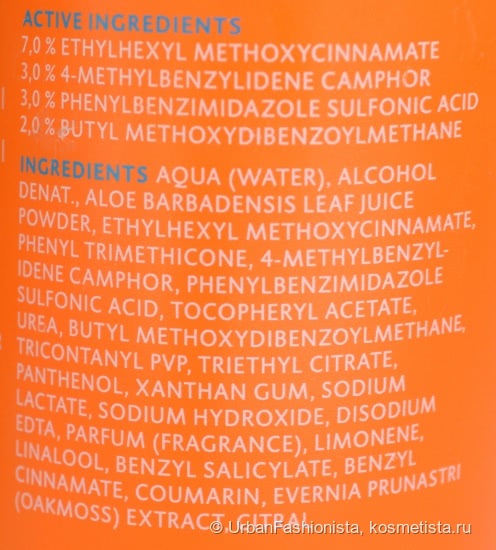 ACTIVE INGREDIENTS
7,0 % ETHYLHEXYL METHOXYCINNAMATE
3,0 % 4-METHYLBENZYLIDENE CAMPHOR
3,0 % PHENYLBENZIMIDAZOLE SULFONIC ACID
2,0 % BUTYL METHOXYDIBENZOYLMETHANE
INGREDIENTS AQUA (WATER), ALCOHOL
DENAT., ALOE BARBADENSIS LEAF JUICE
POWDER, ETHYLHEXYL METHOXYCINNAMATE,
PHENYL TRIMETHICONE, 4-METHYLBENZYL-
IDENE CAMPHOR, PHENYLBENZIMIDAZOLE
SULFONIC ACID, TOCOPHERYL ACETATE,
UREA, BUTYL METHOXYDIBENZOYLMETHANE,
TRICONTANYL PVP, TRIETHYL CITRATE,
PANTHENOL, XANTHAN GUM, SODIUM
LACTATE, SODIUM HYDROXIDE, DISODIUM
EDTA, PARFUM (FRAGRANCE), LIMONENE,
LINALOOL, BENZYL SALICYLATE, BENZYL
CINNAMATE, COUMARIN, EVERNIA PRUNASTRI
(OAKMOSS) EXTRACT, CITRAL
© UrbanFashionista, kosmetista.ru